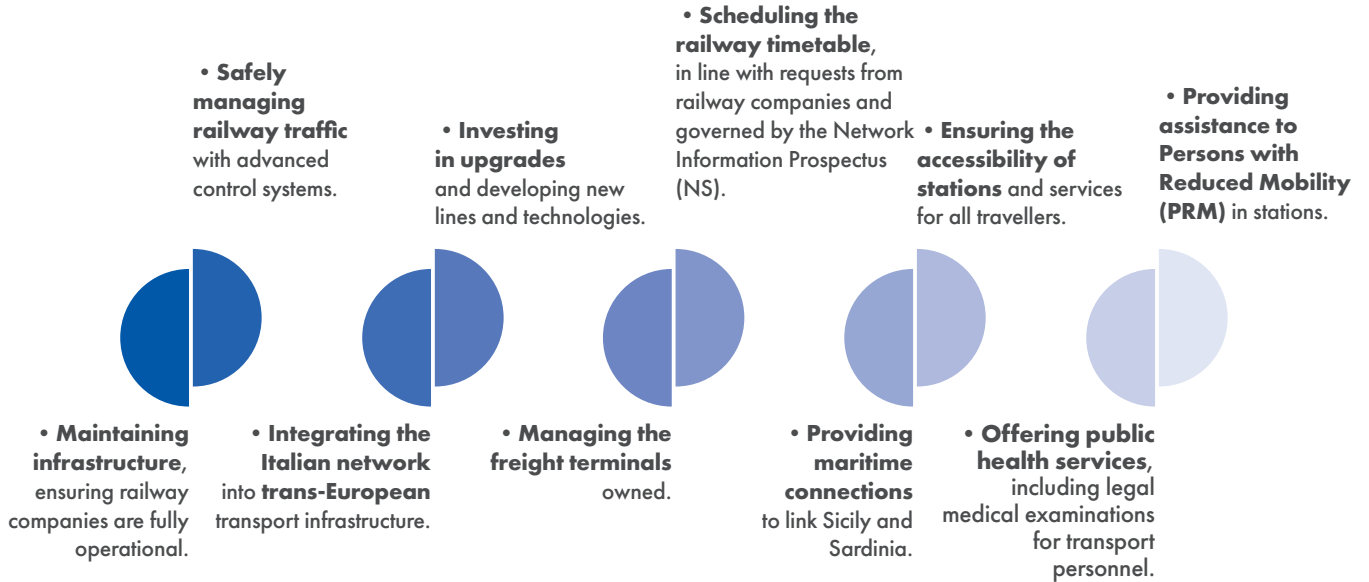 • Maintaining
infrastructure,
ensuring railway
companies are fully
operational.
• Safely
managing
railway traffic
with advanced
control systems.
• Integrating the
Italian network
into trans-European
transport infrastructure.
• Investing
in upgrades
and developing new
lines and technologies.
• Managing the
freight terminals
owned.
• Scheduling the
railway timetable,
in line with requests from
railway companies and
governed by the Network
Information Prospectus
(NS).
• Providing
maritime
connections
to link Sicily and
Sardinia.
• Ensuring the
accessibility of
stations and services
for all travellers.
• Offering public
health services,
including legal
medical examinations
for transport
personnel.
• Providing
assistance to
Persons with
Reduced Mobility
(PRM) in stations.